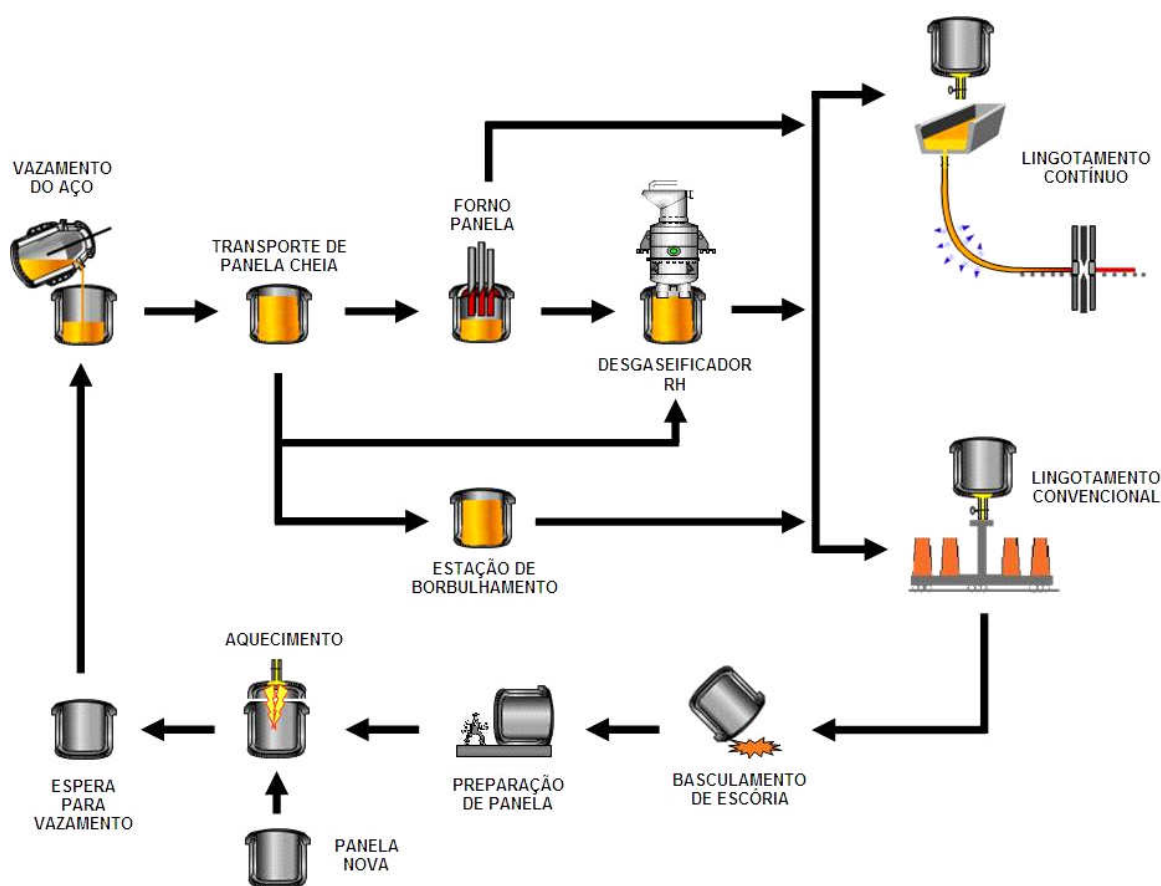 VAZAMENTO
DO AÇO
TRANSPORTE DE
PANELA CHEIA
FORNO
PANELA
DESGASEIFICADOR
RH
LINGOTAMENTO
CONTÍNUO
LINGOTAMENTO
CONVENCIONAL
ESTAÇÃO DE
BORBULHAMENTO
AQUECIMENTO
ESPERA
PARA
VAZAMENTO
PANELA
NOVA
PREPARAÇÃO
DE PANELA
BASCULAMENTO
DE ESCÓRIA